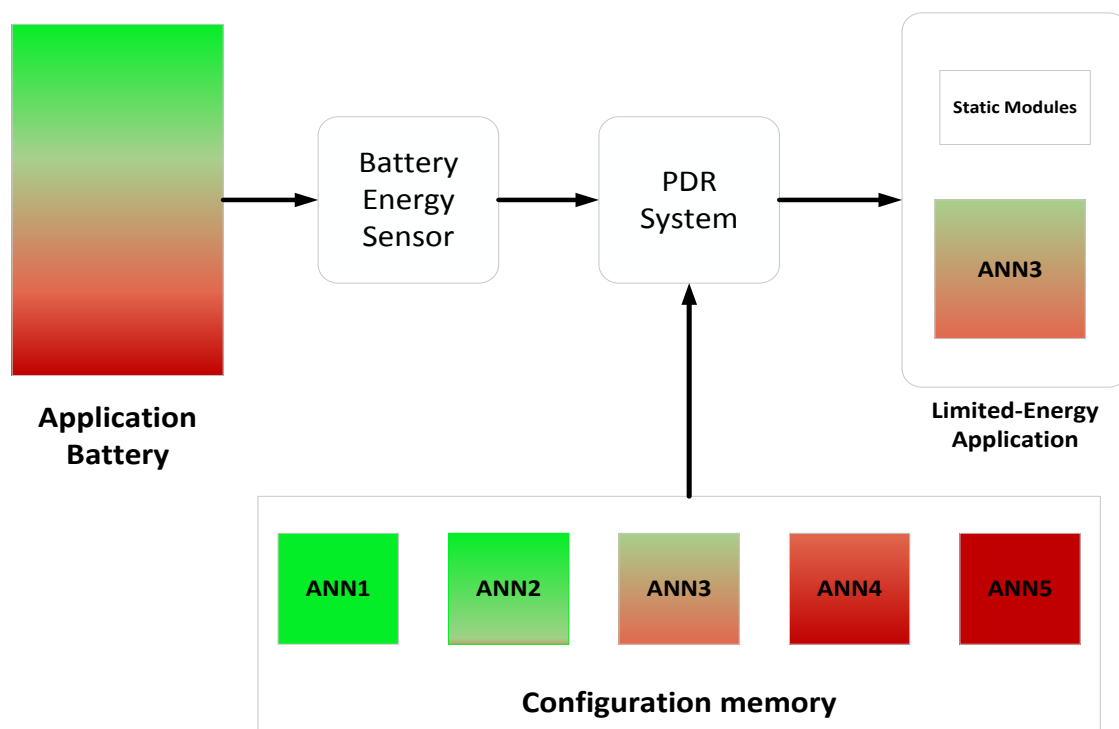 Application
Battery
Battery
Energy
Sensor
PDR
System
Static Modules
ANN3
Limited-Energy
Application
ANN1
ANN2
ANN3
ANN4
ANN5
Configuration memory